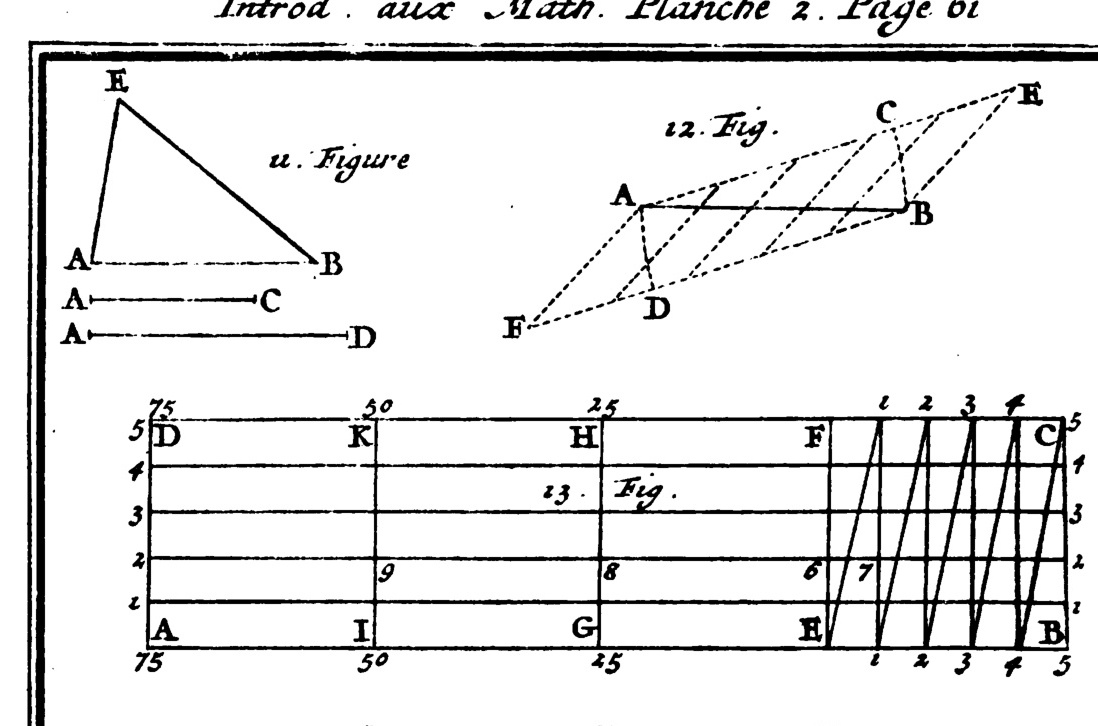 Introd. aux Math. Planche 2. Page 61
E
11. Figure
A B
A C
A D
12. Fig.
C E
A B
F D
75 50 25 1 2 3 4
5 D K H F C 5
4 4
13. Fig.
3 3
2 2
9 8 6 7
1 1
A I G E B
75 50 25 1 2 3 4 5